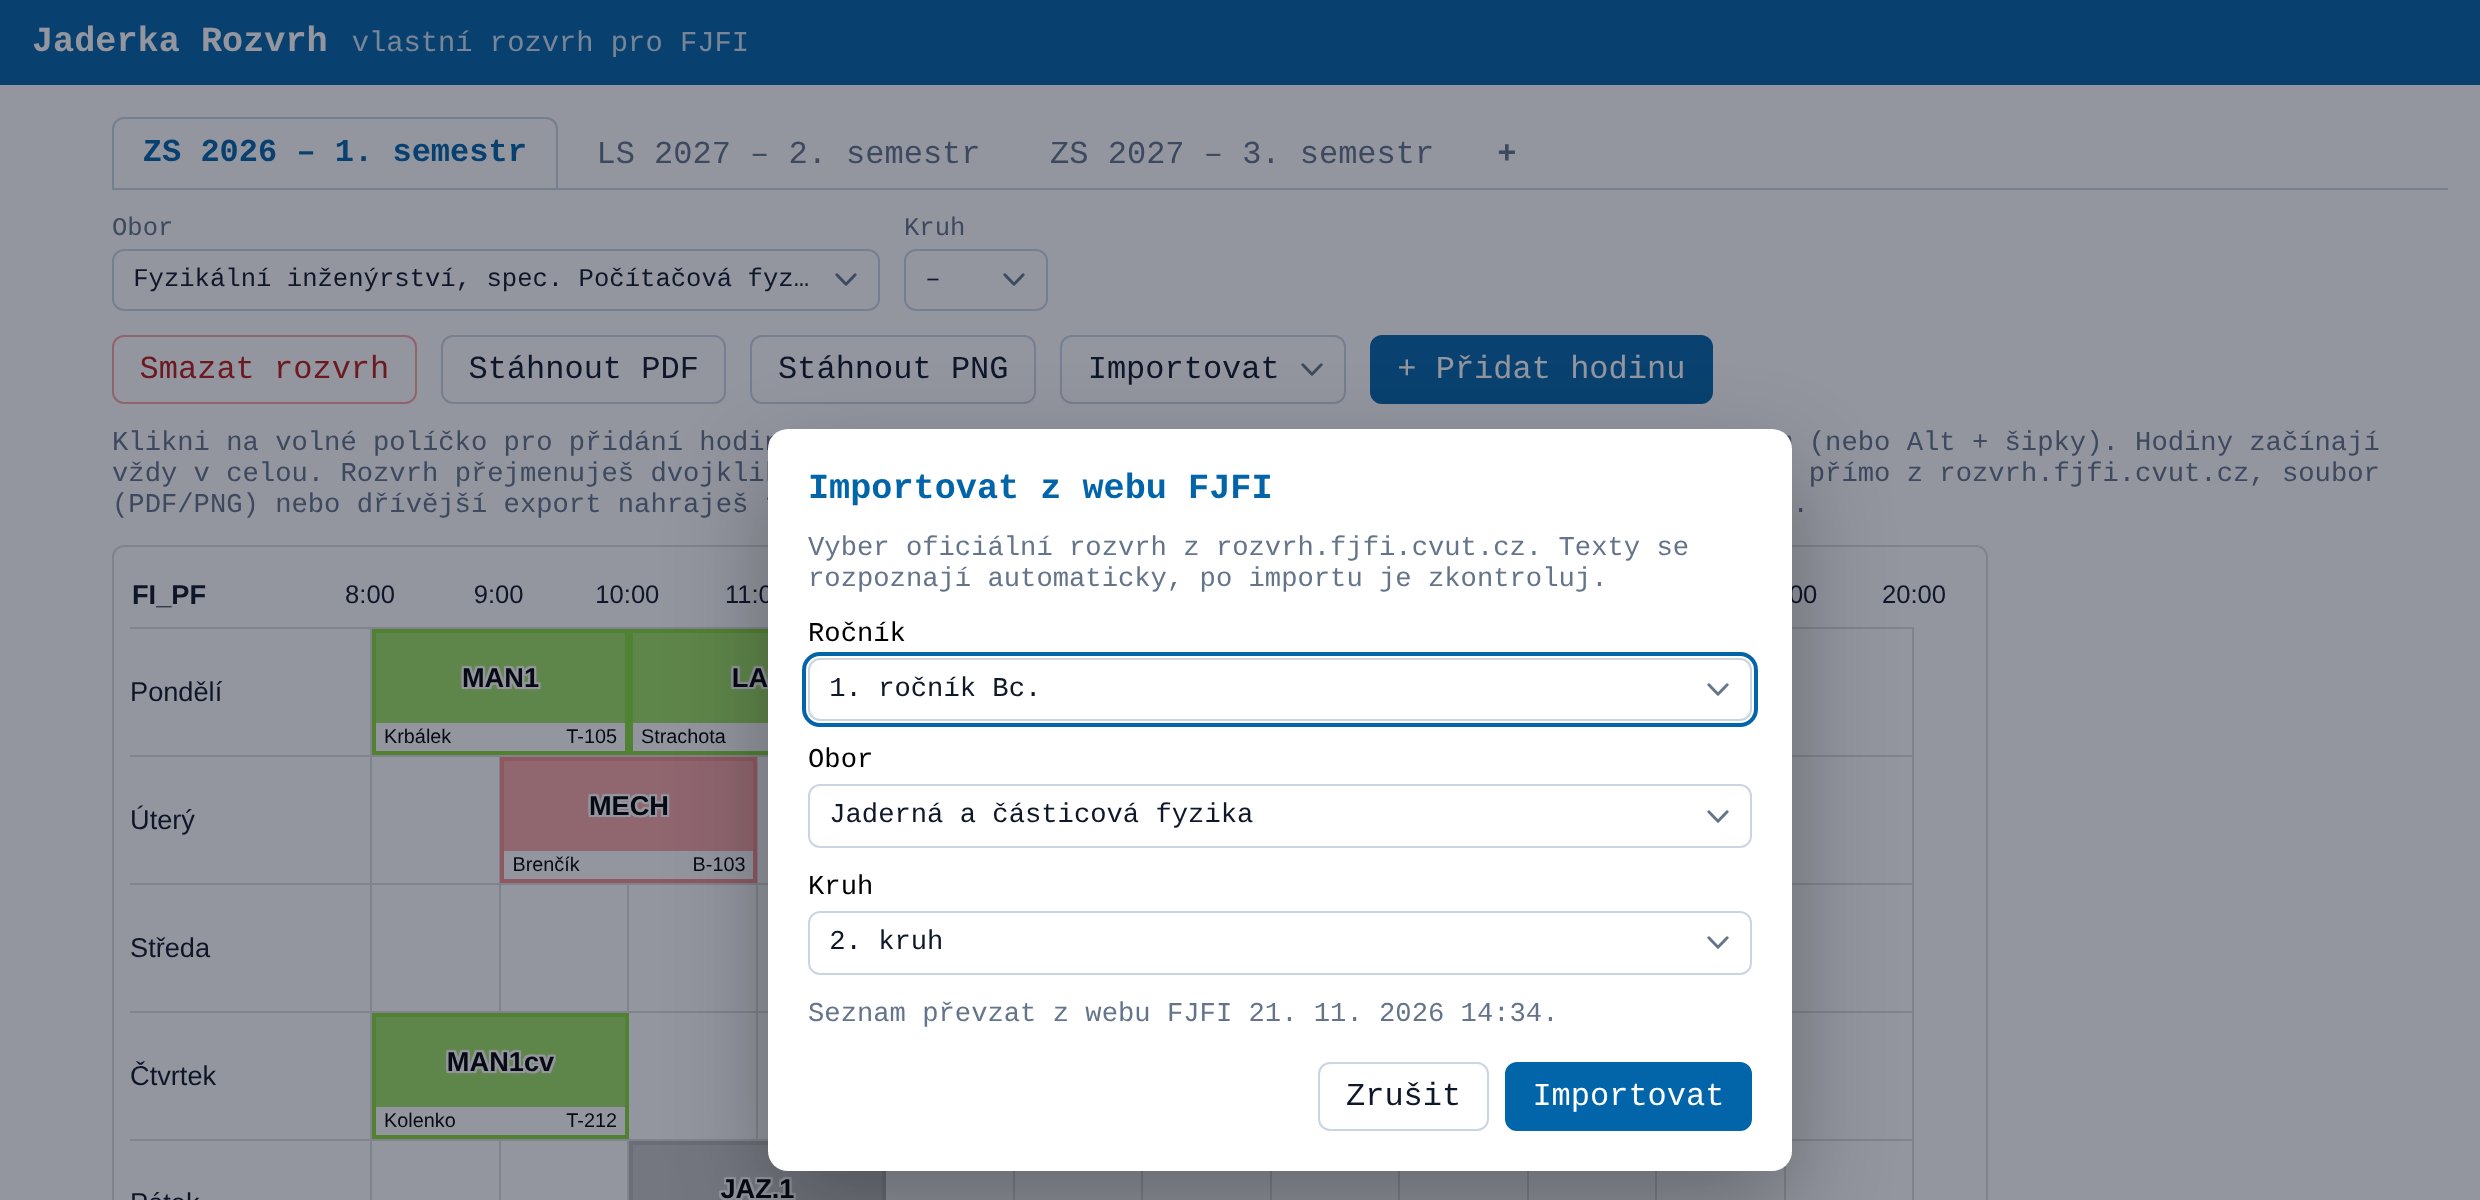 Jaderka Rozvrh vlastní rozvrh pro FJFI
ZS 2026 – 1. semestr
LS 2027 – 2. semestr
ZS 2027 – 3. semestr
+
Obor
Kruh
Fyzikální inženýrství, spec. Počítačová fyz…
–
Smazat rozvrh
Stáhnout PDF
Stáhnout PNG
Importovat
+ Přidat hodinu
Klikni na volné políčko pro přidání (nebo Alt + šipky). Hodiny začínají
vždy v celou. Rozvrh přejmenuješ přímo z rozvrh.fjfi.cvut.cz, soubor
(PDF/PNG) nebo dřívější export nahraješ .
FI_PF 8:00 9:00 10:00 20:00
Pondělí
MAN1
Krbálek T-105
Strachota
Úterý
MECH
Brenčík B-103
Středa
Čtvrtek
MAN1cv
Kolenko T-212
JAZ.1
Importovat z webu FJFI
Vyber oficiální rozvrh z rozvrh.fjfi.cvut.cz. Texty se
rozpoznají automaticky, po importu je zkontroluj.
Ročník
1. ročník Bc.
Obor
Jaderná a částicová fyzika
Kruh
2. kruh
Seznam převzat z webu FJFI 21. 11. 2026 14:34.
Zrušit
Importovat